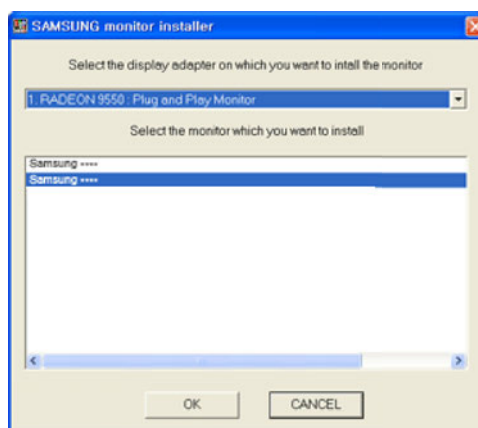 SAMSUNG monitor installer
Select the display adapter on which you want to intall the monitor
1. RADEON 9550 : Plug and Play Monitor
Select the monitor which you want to install
Samsung ----
Samsung ----
OK
CANCEL